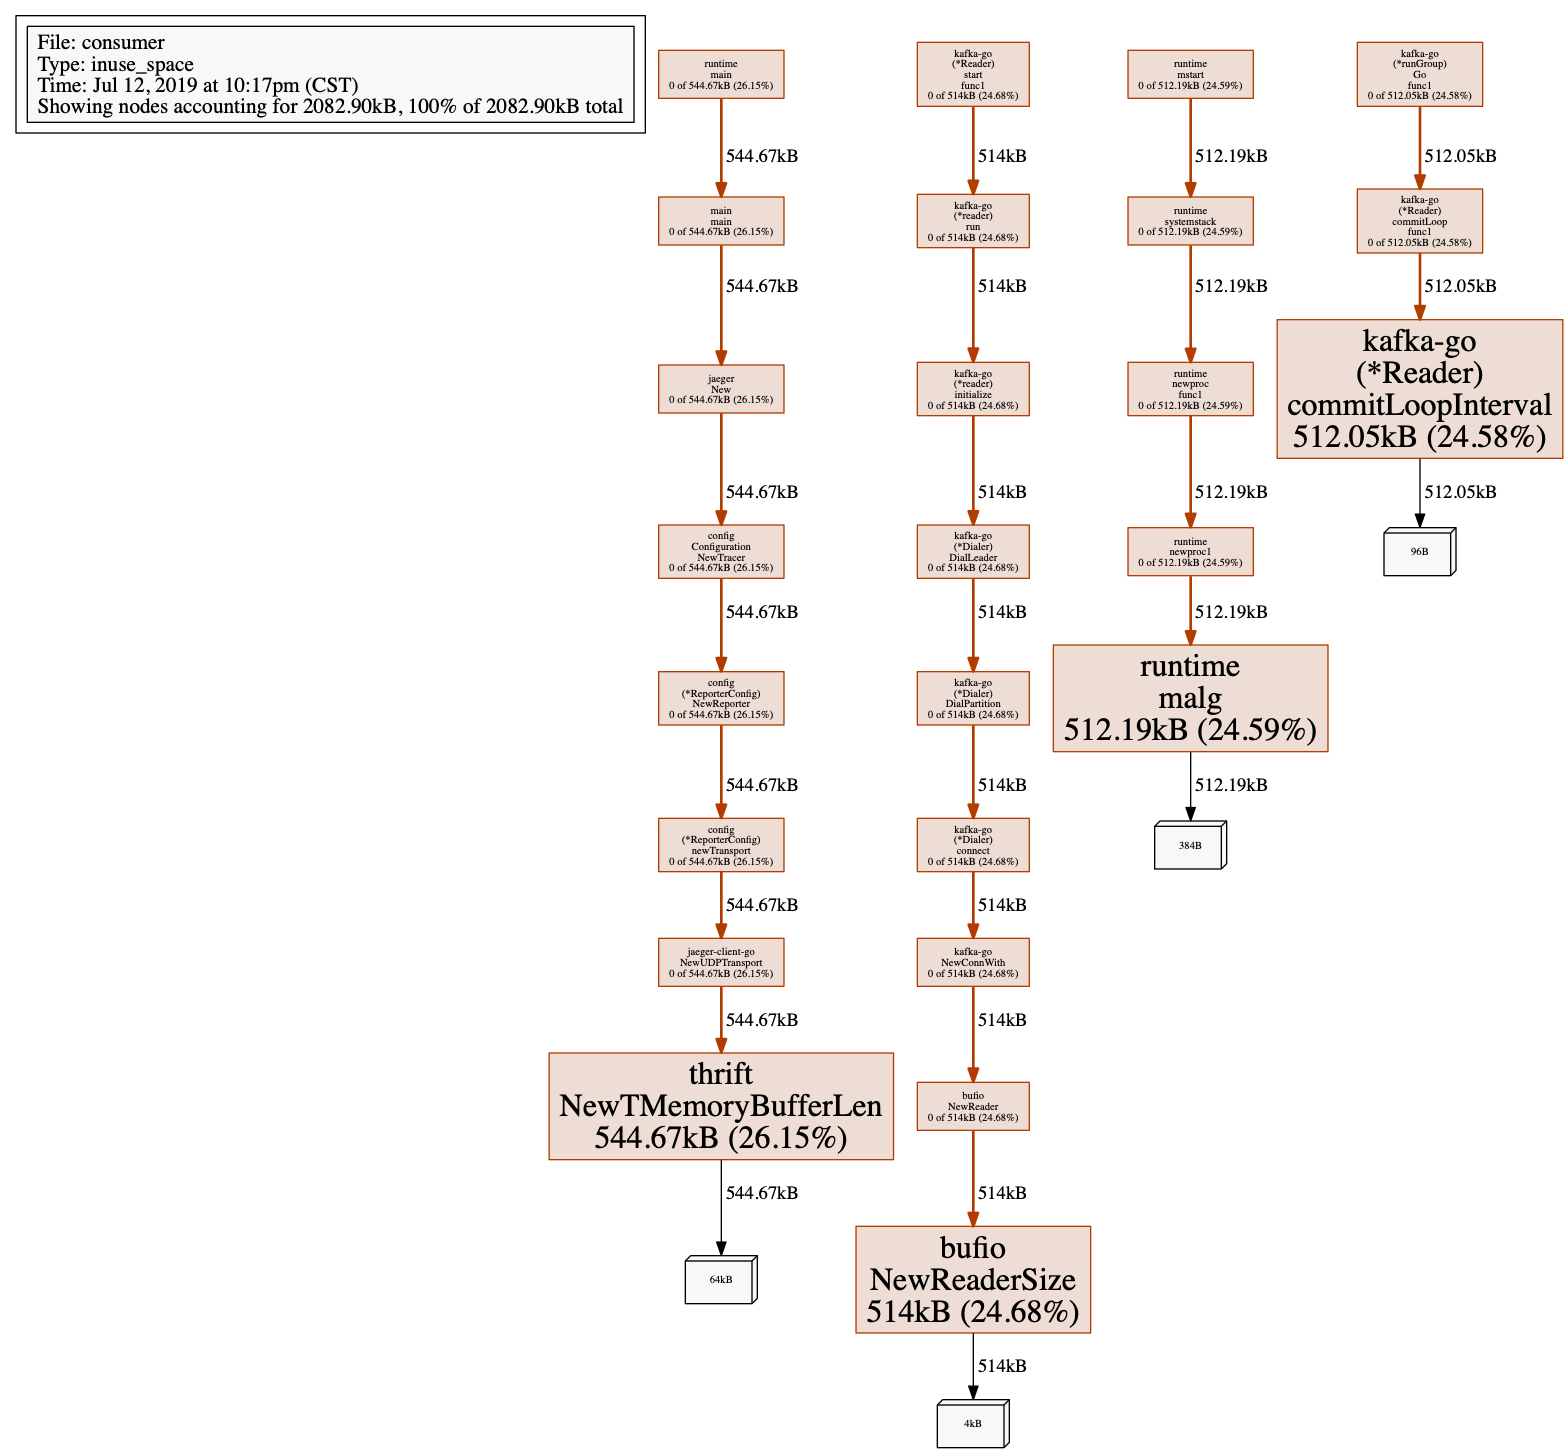 File: consumer
Type: inuse_space
Time: Jul 12, 2019 at 10:17pm (CST)
Showing nodes accounting for 2082.90kB, 100% of 2082.90kB total
runtime
main
0 of 544.67kB (26.15%)
544.67kB
main
main
0 of 544.67kB (26.15%)
544.67kB
jaeger
New
0 of 544.67kB (26.15%)
544.67kB
config
Configuration
NewTracer
0 of 544.67kB (26.15%)
544.67kB
config
(*ReporterConfig)
NewReporter
0 of 544.67kB (26.15%)
544.67kB
config
(*ReporterConfig)
newTransport
0 of 544.67kB (26.15%)
544.67kB
jaeger-client-go
NewUDPTransport
0 of 544.67kB (26.15%)
544.67kB
thrift
NewTMemoryBufferLen
544.67kB (26.15%)
544.67kB
64kB
kafka-go
(*Reader)
start
func1
0 of 514kB (24.68%)
514kB
kafka-go
(*reader)
run
0 of 514kB (24.68%)
514kB
kafka-go
(*reader)
initialize
0 of 514kB (24.68%)
514kB
kafka-go
(*Dialer)
DialLeader
0 of 514kB (24.68%)
514kB
kafka-go
(*Dialer)
DialPartition
0 of 514kB (24.68%)
514kB
kafka-go
(*Dialer)
connect
0 of 514kB (24.68%)
514kB
kafka-go
NewConnWith
0 of 514kB (24.68%)
514kB
bufio
NewReader
0 of 514kB (24.68%)
514kB
bufio
NewReaderSize
514kB (24.68%)
514kB
4kB
runtime
mstart
0 of 512.19kB (24.59%)
512.19kB
runtime
systemstack
0 of 512.19kB (24.59%)
512.19kB
runtime
newproc
func1
0 of 512.19kB (24.59%)
512.19kB
runtime
newproc1
0 of 512.19kB (24.59%)
512.19kB
runtime
malg
512.19kB (24.59%)
512.19kB
384B
kafka-go
(*runGroup)
Go
func1
0 of 512.05kB (24.58%)
512.05kB
kafka-go
(*Reader)
commitLoop
func1
0 of 512.05kB (24.58%)
512.05kB
kafka-go
(*Reader)
commitLoopInterval
512.05kB (24.58%)
512.05kB
96B